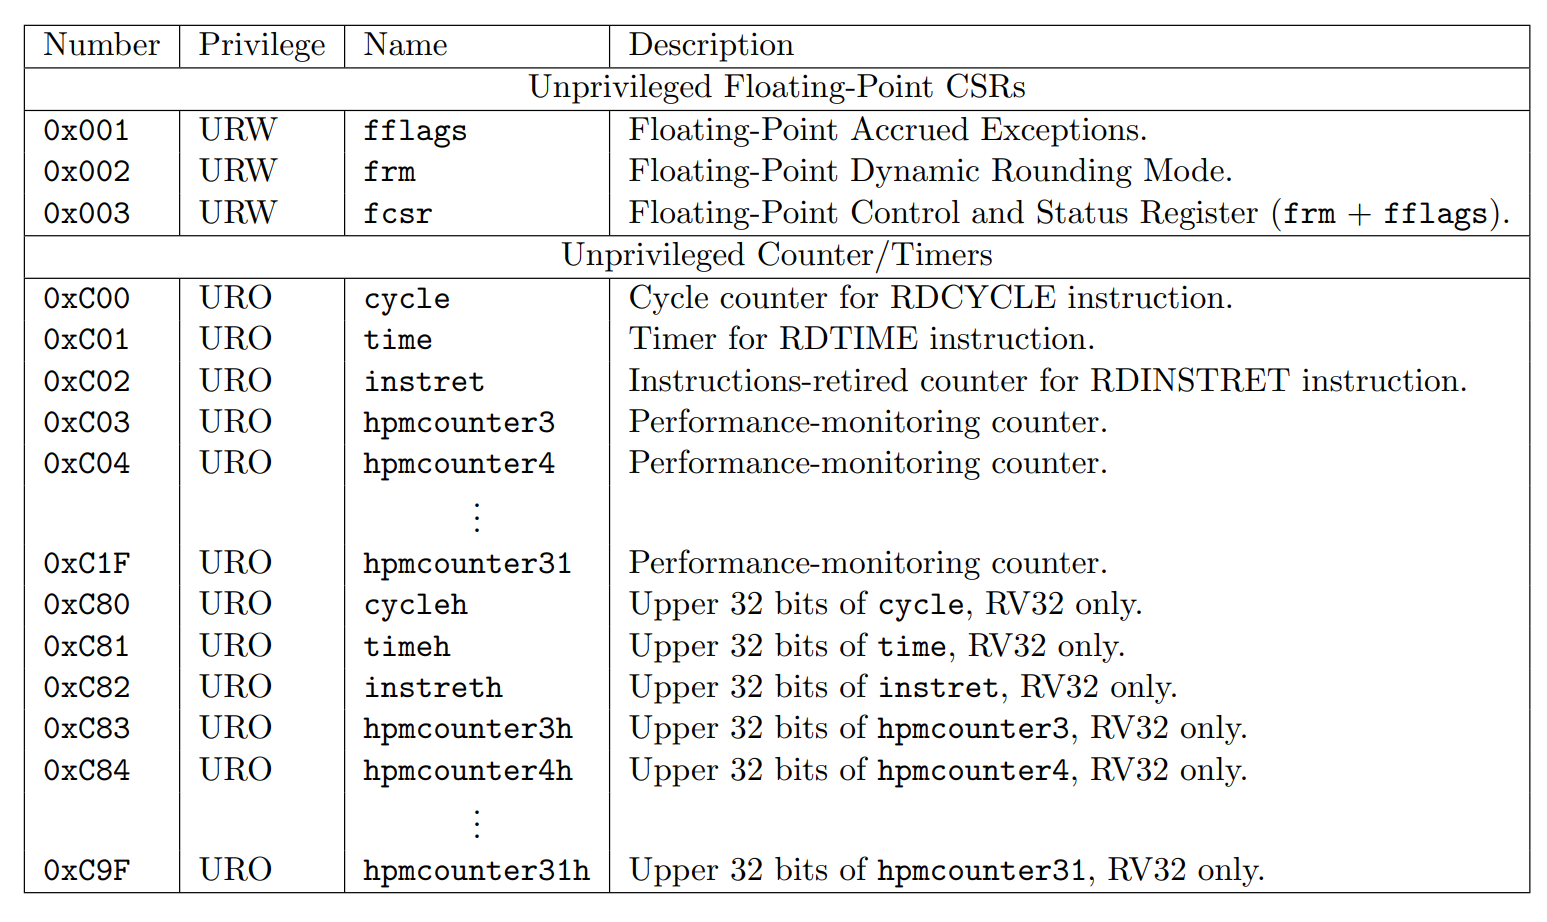 Number Privilege Name Description
Unprivileged Floating-Point CSRs
0x001 URW fflags Floating-Point Accrued Exceptions.
0x002 URW frm Floating-Point Dynamic Rounding Mode.
0x003 URW fcsr Floating-Point Control and Status Register (frm + fflags).
Unprivileged Counter/Timers
0xC00 URO cycle Cycle counter for RDCYCLE instruction.
0xC01 URO time Timer for RDTIME instruction.
0xC02 URO instret Instructions-retired counter for RDINSTRET instruction.
0xC03 URO hpmcounter3 Performance-monitoring counter.
0xC04 URO hpmcounter4 Performance-monitoring counter.
⋮
0xC1F URO hpmcounter31 Performance-monitoring counter.
0xC80 URO cycleh Upper 32 bits of cycle, RV32 only.
0xC81 URO timeh Upper 32 bits of time, RV32 only.
0xC82 URO instreth Upper 32 bits of instret, RV32 only.
0xC83 URO hpmcounter3h Upper 32 bits of hpmcounter3, RV32 only.
0xC84 URO hpmcounter4h Upper 32 bits of hpmcounter4, RV32 only.
⋮
0xC9F URO hpmcounter31h Upper 32 bits of hpmcounter31, RV32 only.